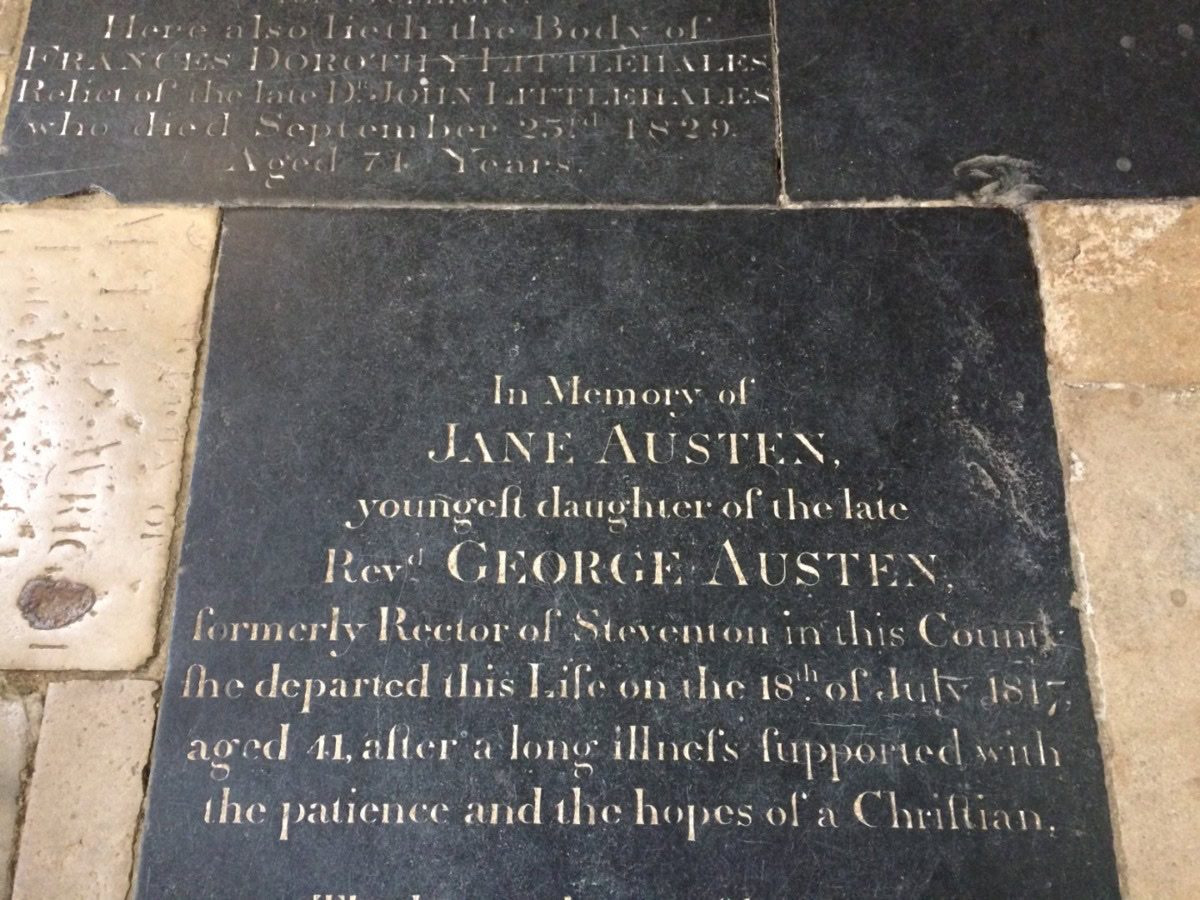 Here also lieth the Body of
FRANCES DOROTHY LITTLEHALES
Relict of the late Dr. JOHN LITTLEHALES
who died September 23rd 1829.
Aged 74 Years.
In Memory of
JANE AUSTEN,
youngeſt daughter of the late
Revd. GEORGE AUSTEN,
formerly Rector of Steventon in this County
ſhe departed this Life on the 18th. of July 1817,
aged 41, after a long illneſs ſupported with
the patience and the hopes of a Chriſtian.